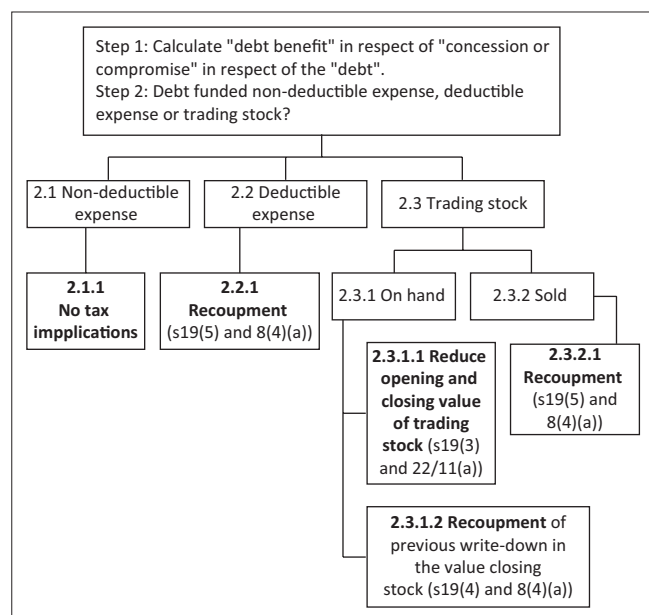 Step 1: Calculate "debt benefit" in respect of "concession or
compromise" in respect of the "debt".
Step 2: Debt funded non-deductible expense, deductible
expense or trading stock?
2.1 Non-deductible
expense
2.2 Deductible
expense
2.3 Trading stock
2.1.1
No tax
impplications
2.2.1
Recoupment
(s19(5) and 8(4)(a))
2.3.1 On hand
2.3.2 Sold
2.3.1.1 Reduce
opening and
closing value
of trading
stock (s19(3)
and 22/11(a))
2.3.2.1
Recoupment
(s19(5) and
8(4)(a))
2.3.1.2 Recoupment of
previous write-down in
the value closing
stock (s19(4) and 8(4)(a))